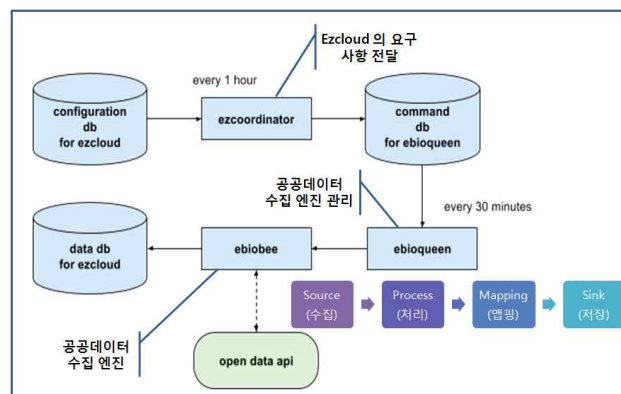 Ezcloud 의 요구
사항 전달
every 1 hour
configuration
db
for ezcloud
ezcoordinator
command
db
for ebioqueen
공공데이터
수집 엔진 관리
every 30 minutes
data db
for ezcloud
ebiobee
ebioqueen
Source
(수집)
Process
(처리)
Mapping
(맵핑)
Sink
(저장)
공공데이터
수집 엔진
open data api